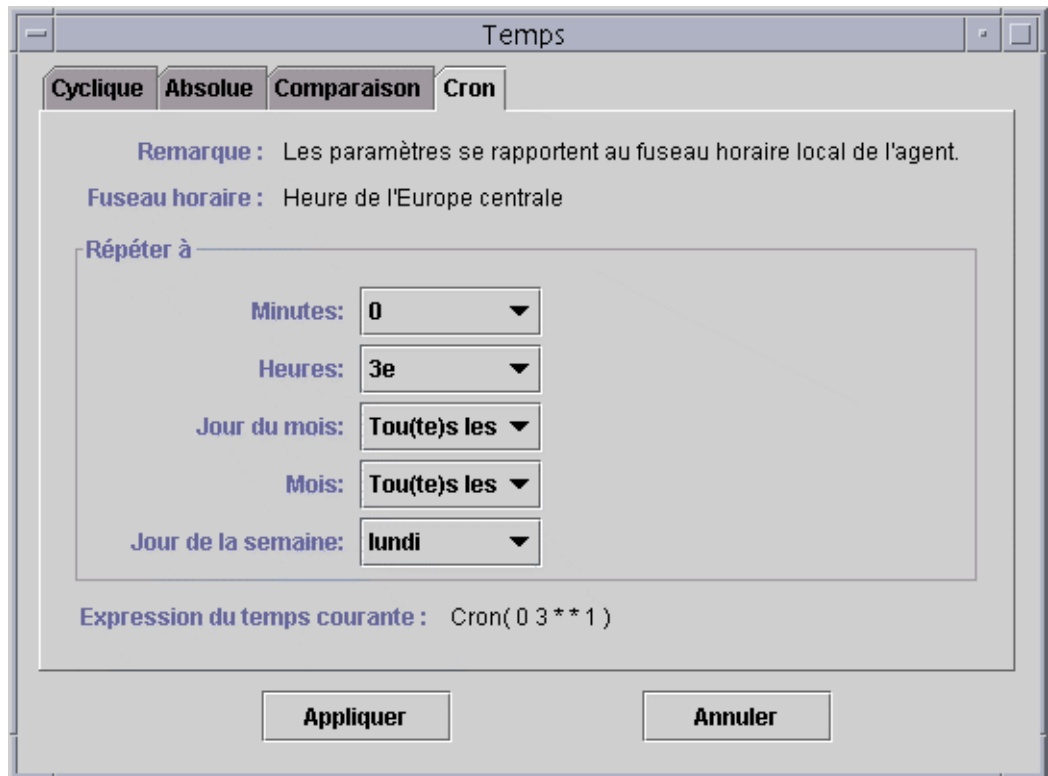 Temps
Cyclique Absolue Comparaison Cron
Remarque : Les paramètres se rapportent au fuseau horaire local de l'agent.
Fuseau horaire : Heure de l'Europe centrale
Répéter à
Minutes: 0
Heures: 3e
Jour du mois: Tou(te)s les
Mois: Tou(te)s les
Jour de la semaine: lundi
Expression du temps courante : Cron( 0 3 * * 1 )
Appliquer Annuler